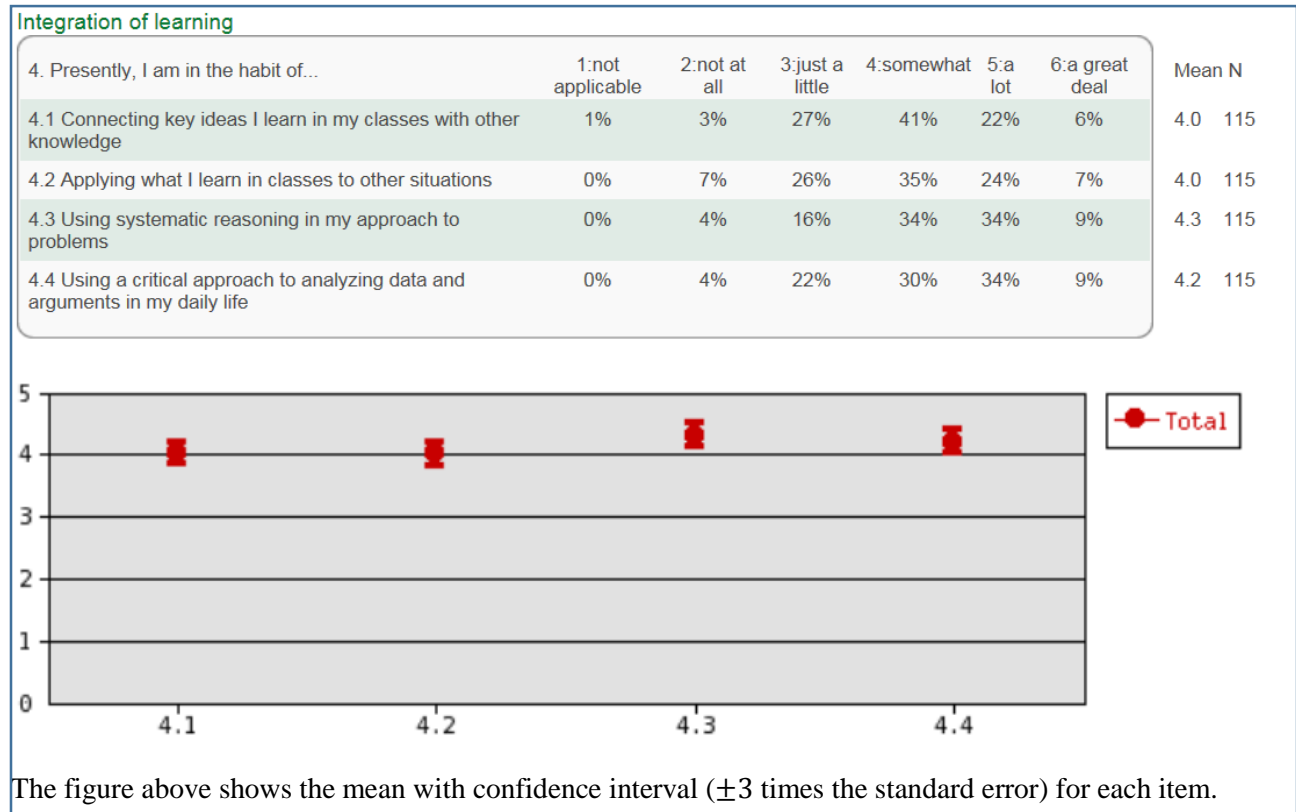 Integration of learning
4. Presently, I am in the habit of... 1:not applicable 2:not at all 3:just a little 4:somewhat 5:a lot 6:a great deal Mean N
4.1 Connecting key ideas I learn in my classes with other knowledge 1% 3% 27% 41% 22% 6% 4.0 115
4.2 Applying what I learn in classes to other situations 0% 7% 26% 35% 24% 7% 4.0 115
4.3 Using systematic reasoning in my approach to problems 0% 4% 16% 34% 34% 9% 4.3 115
4.4 Using a critical approach to analyzing data and arguments in my daily life 0% 4% 22% 30% 34% 9% 4.2 115
5
4
3
2
1
0
4.1 4.2 4.3 4.4
Total
The figure above shows the mean with confidence interval (±3 times the standard error) for each item.